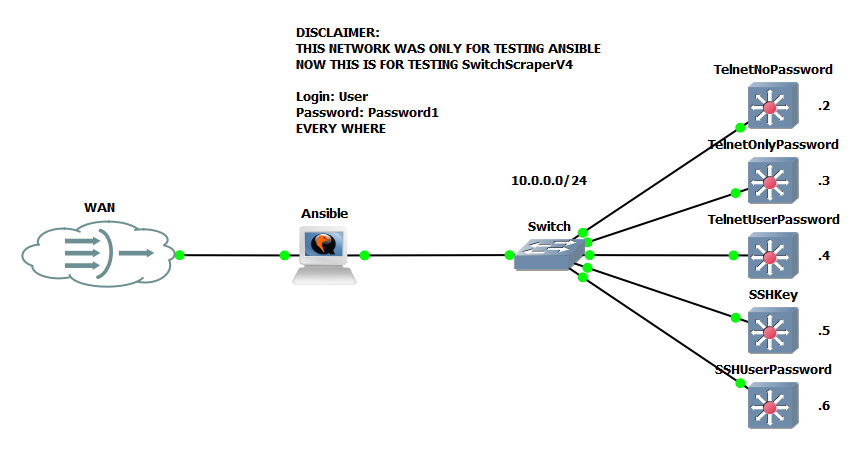 DISCLAIMER:
THIS NETWORK WAS ONLY FOR TESTING ANSIBLE
NOW THIS IS FOR TESTING SwitchScraperV4
Login: User
Password: Password1
EVERY WHERE
TelnetNoPassword
.2
TelnetOnlyPassword
.3
10.0.0.0/24
WAN
Ansible
Switch
TelnetUserPassword
.4
SSHKey
.5
SSHUserPassword
.6